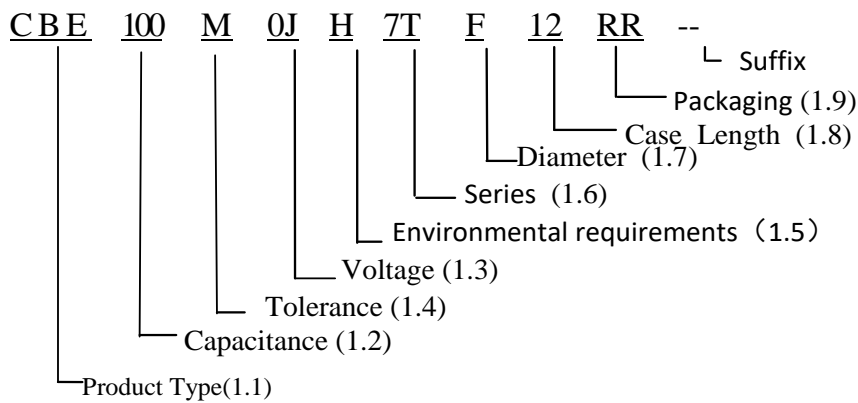 CBE 100 M 0J H 7T F 12 RR --
Suffix
Packaging (1.9)
Case Length (1.8)
Diameter (1.7)
Series (1.6)
Environmental requirements（1.5）
Voltage (1.3)
Tolerance (1.4)
Capacitance (1.2)
Product Type(1.1)